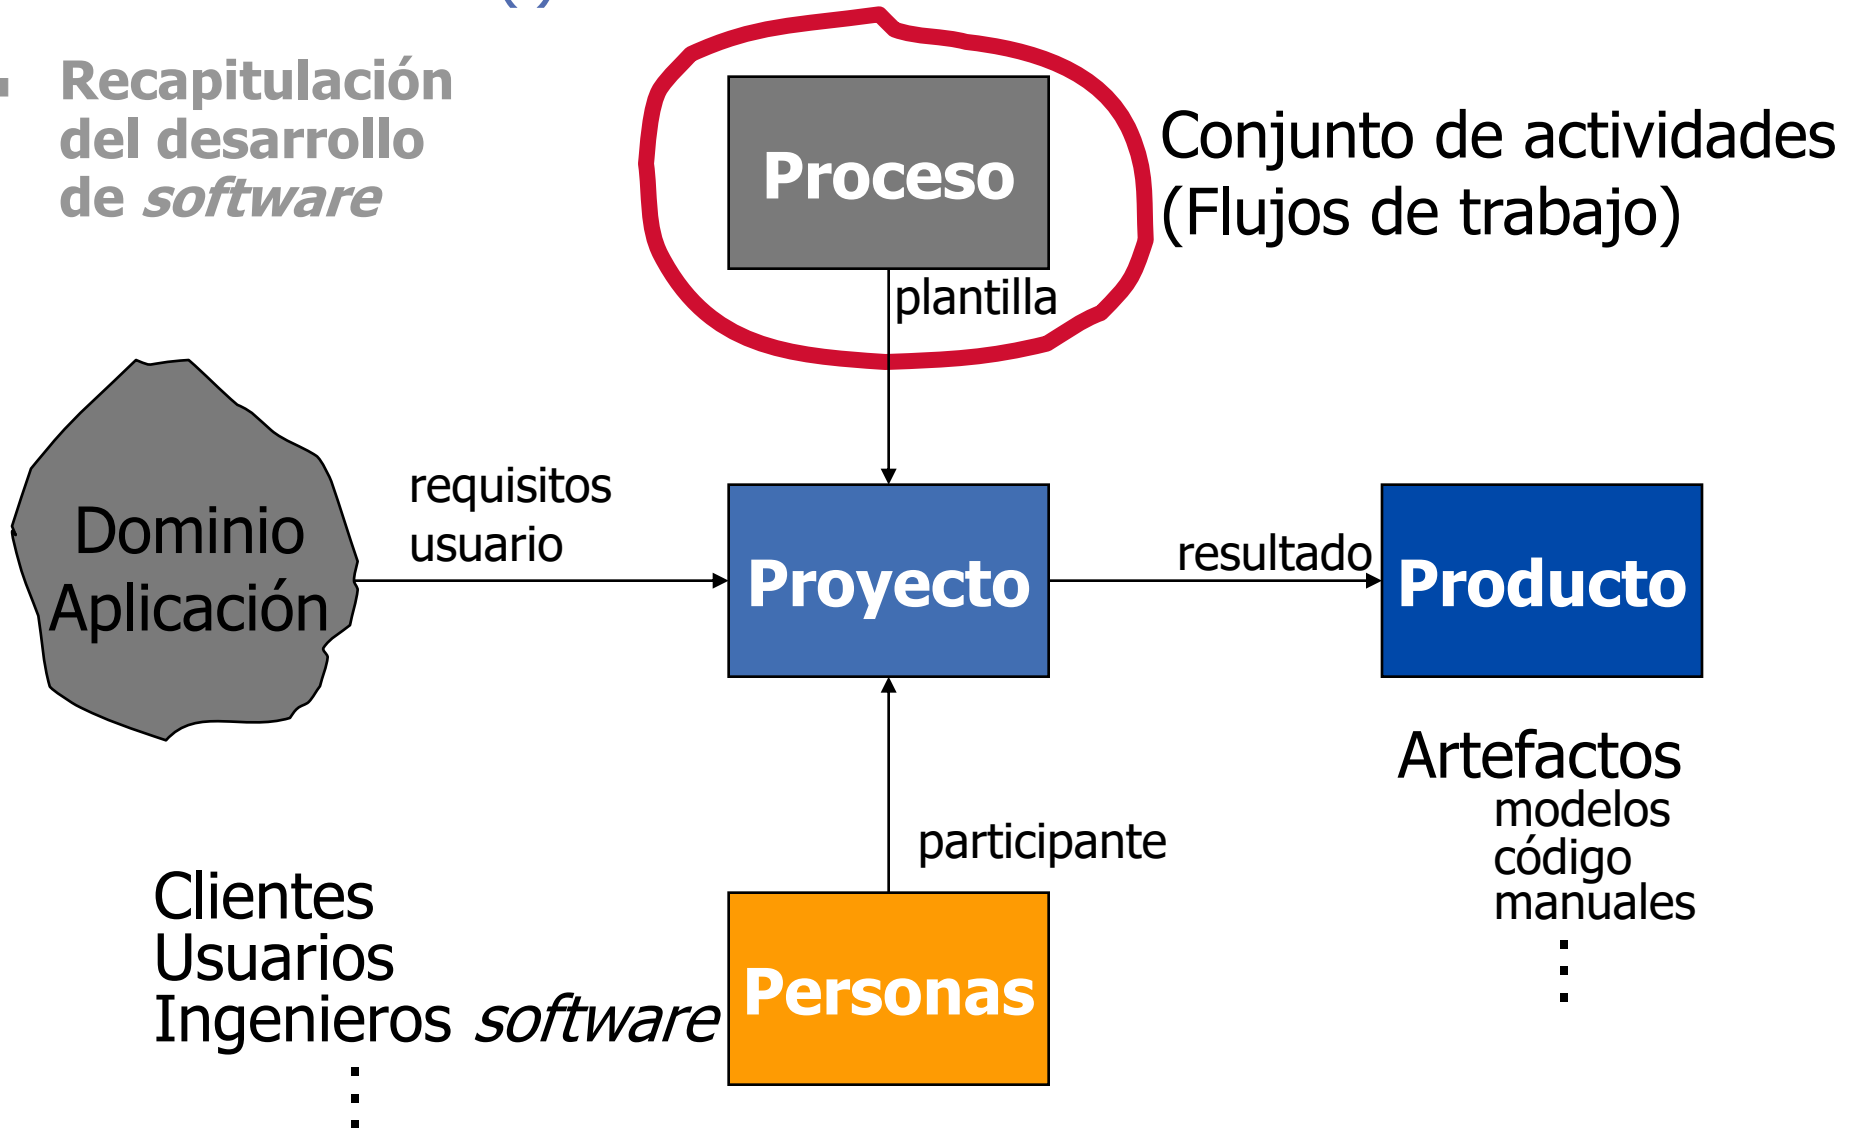 Recapitulación
del desarrollo
de software
Proceso
Conjunto de actividades
(Flujos de trabajo)
plantilla
Dominio
Aplicación
requisitos
usuario
Proyecto
resultado
Producto
Artefactos
modelos
código
manuales
participante
Clientes
Usuarios
Ingenieros software
Personas